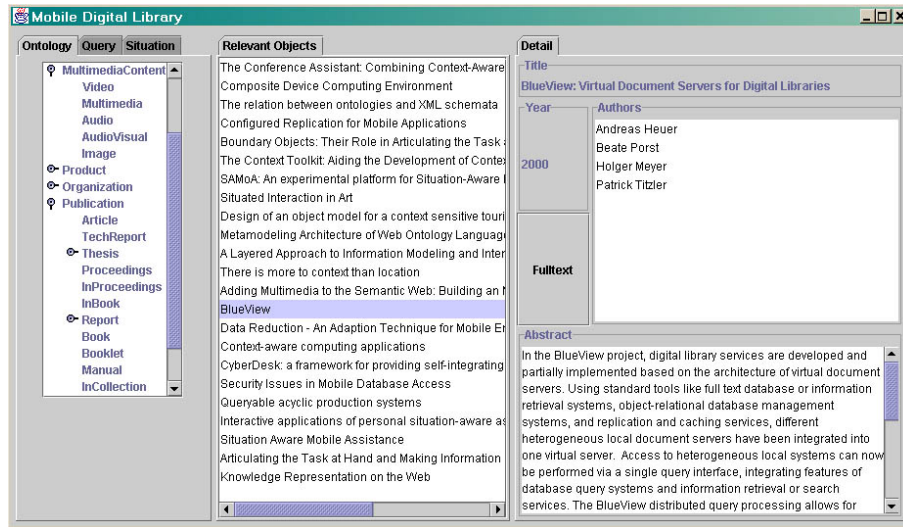 Mobile Digital Library
Ontology Query Situation
MultimediaContent
Video
Multimedia
Audio
AudioVisual
Image
Product
Organization
Publication
Article
TechReport
Thesis
Proceedings
InProceedings
InBook
Report
Book
Booklet
Manual
InCollection
Relevant Objects
The Conference Assistant: Combining Context-Aware
Composite Device Computing Environment
The relation between ontologies and XML schemata
Configured Replication for Mobile Applications
Boundary Objects: Their Role in Articulating the Task
The Context Toolkit: Aiding the Development of Contex
SAMoA: An experimental platform for Situation-Aware
Situated Interaction in Art
Design of an object model for a context sensitive touri
Metamodeling Architecture of Web Ontology Languag
A Layered Approach to Information Modeling and Inter
There is more to context than location
Adding Multimedia to the Semantic Web: Building an
BlueView
Data Reduction - An Adaption Technique for Mobile Er
Context-aware computing applications
CyberDesk: a framework for providing self-integrating
Security Issues in Mobile Database Access
Queryable acyclic production systems
Interactive applications of personal situation-aware as
Situation Aware Mobile Assistance
Articulating the Task at Hand and Making Information
Knowledge Representation on the Web
Detail
Title
BlueView: Virtual Document Servers for Digital Libraries
Year
2000
Authors
Andreas Heuer
Beate Porst
Holger Meyer
Patrick Titzler
Fulltext
Abstract
In the BlueView project, digital library services are developed and
partially implemented based on the architecture of virtual document
servers. Using standard tools like full text database or information
retrieval systems, object-relational database management
systems, and replication and caching services, different
heterogeneous local document servers have been integrated into
one virtual server. Access to heterogeneous local systems can now
be performed via a single query interface, integrating features of
database query systems and information retrieval or search
services. The BlueView distributed query processing allows for